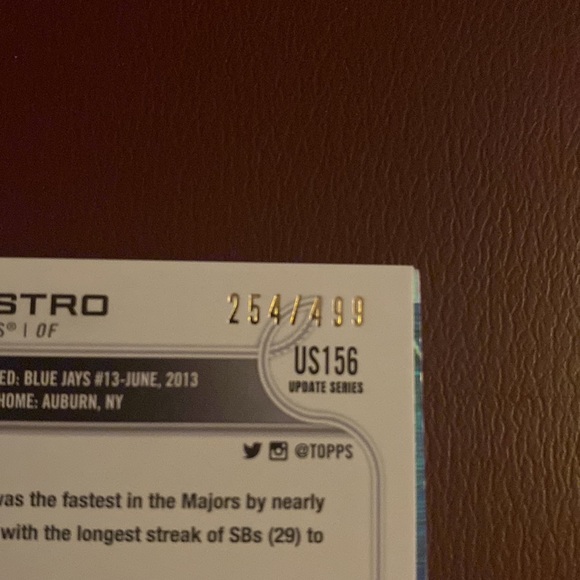 STRO
254/499
S® | OF
US156
UPDATE SERIES
ED: BLUE JAYS #13-JUNE, 2013
HOME: AUBURN, NY
@TOPPS
was the fastest in the Majors by nearly
with the longest streak of SBs (29) to